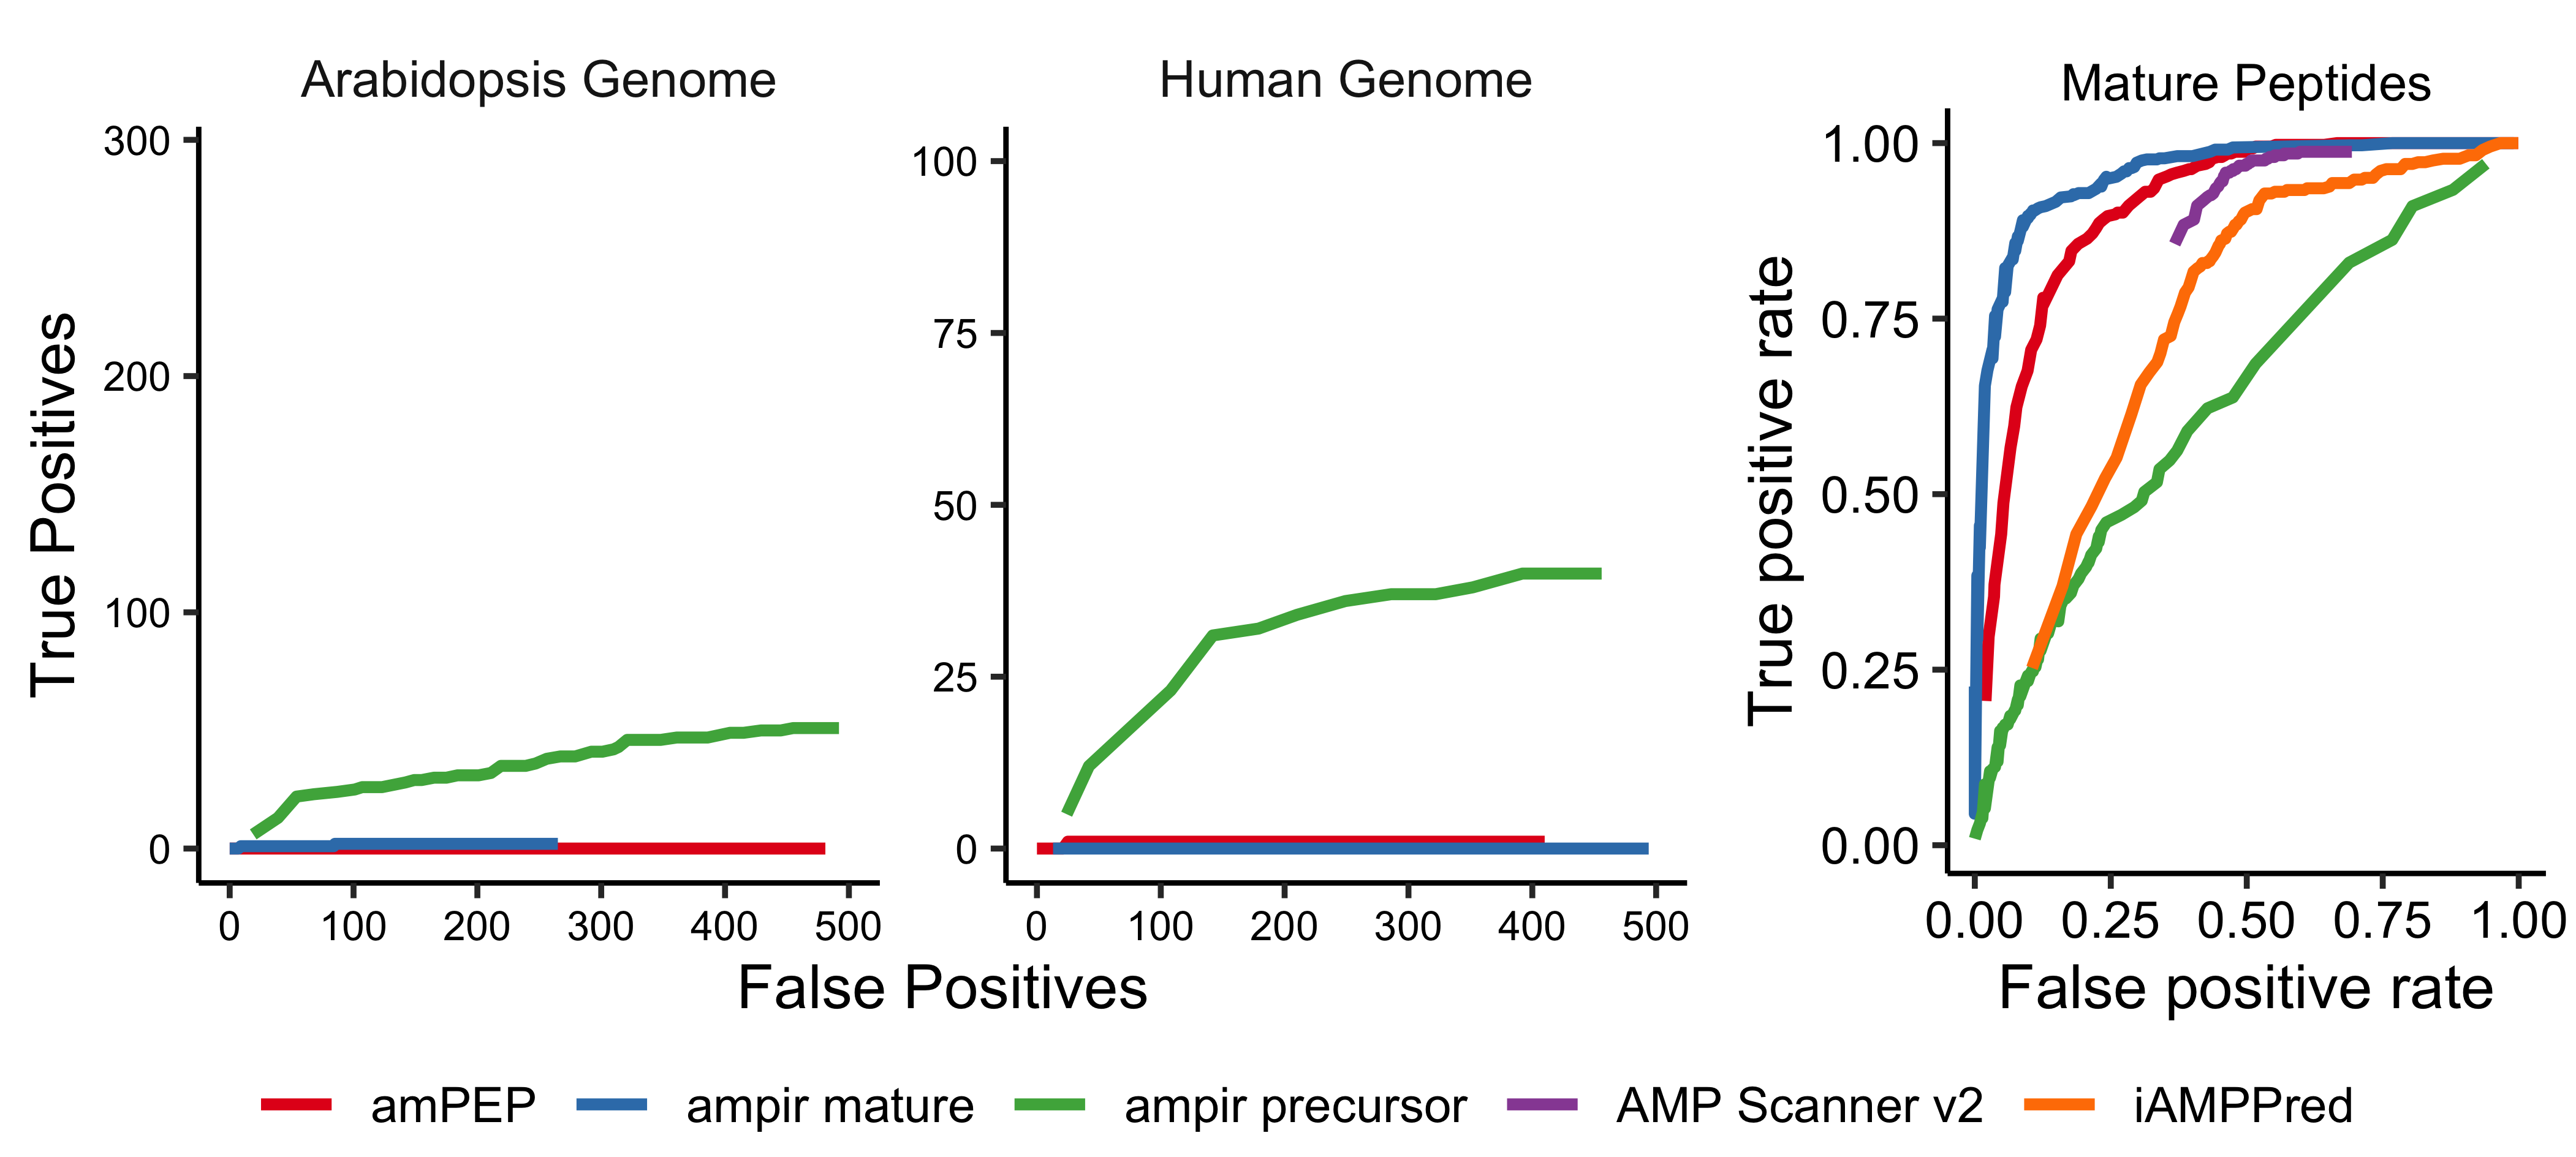 Arabidopsis Genome
Human Genome
Mature Peptides
True Positives
300
200
100
0
0 100 200 300 400 500
100
75
50
25
0
0 100 200 300 400 500
False Positives
True positive rate
1.00
0.75
0.50
0.25
0.00
0.00 0.25 0.50 0.75 1.00
False positive rate
amPEP ampir mature ampir precursor AMP Scanner v2 iAMPPred